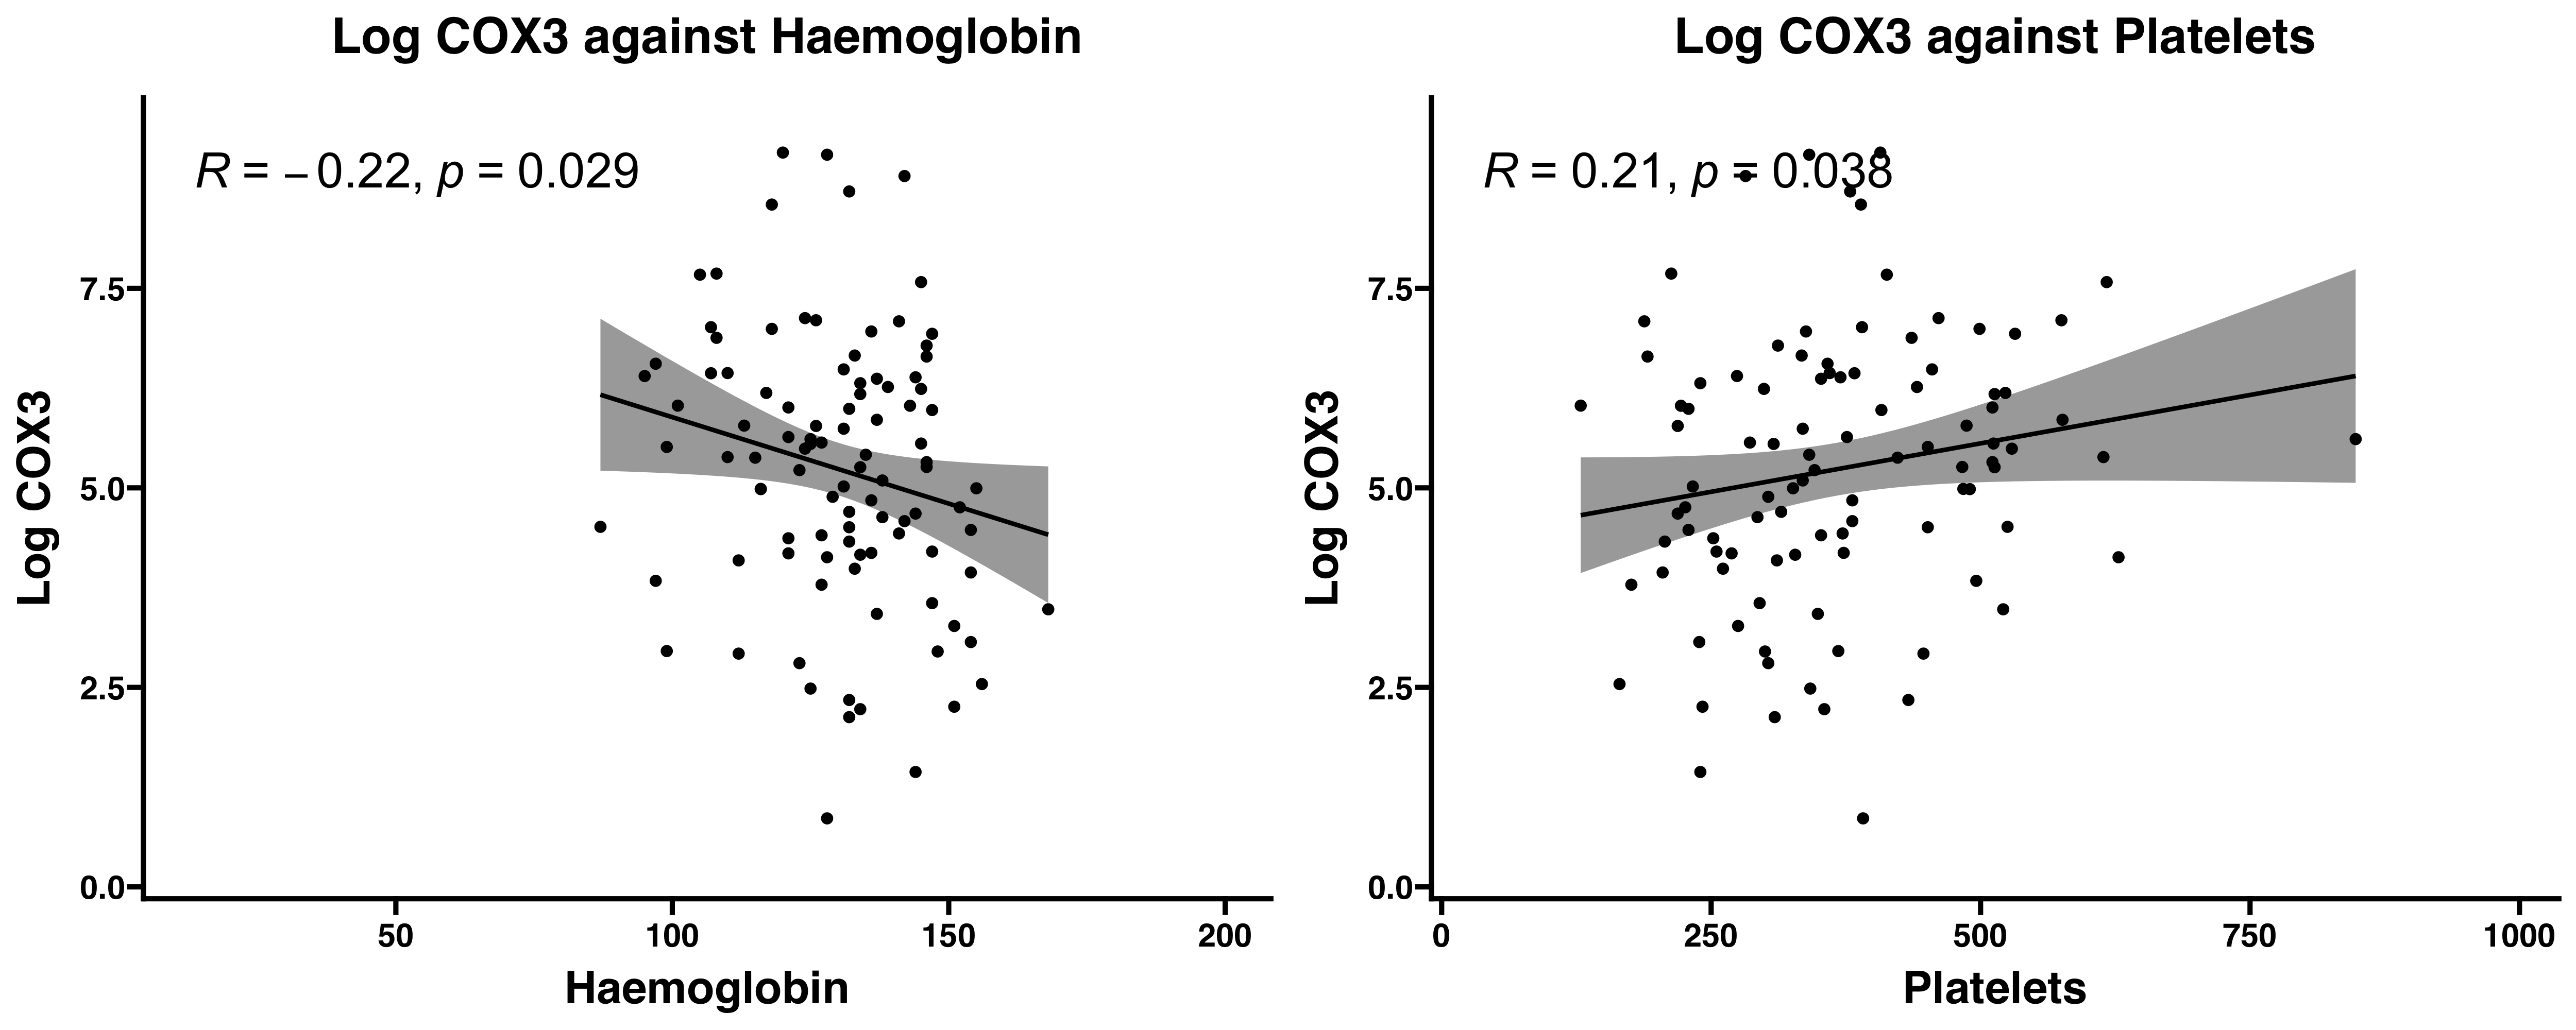 Log COX3 against Haemoglobin
R = −0.22, p = 0.029
Log COX3
7.5
5.0
2.5
0.0
50 100 150 200
Haemoglobin
Log COX3 against Platelets
R = 0.21, p = 0.038
Log COX3
7.5
5.0
2.5
0.0
0 250 500 750 1000
Platelets